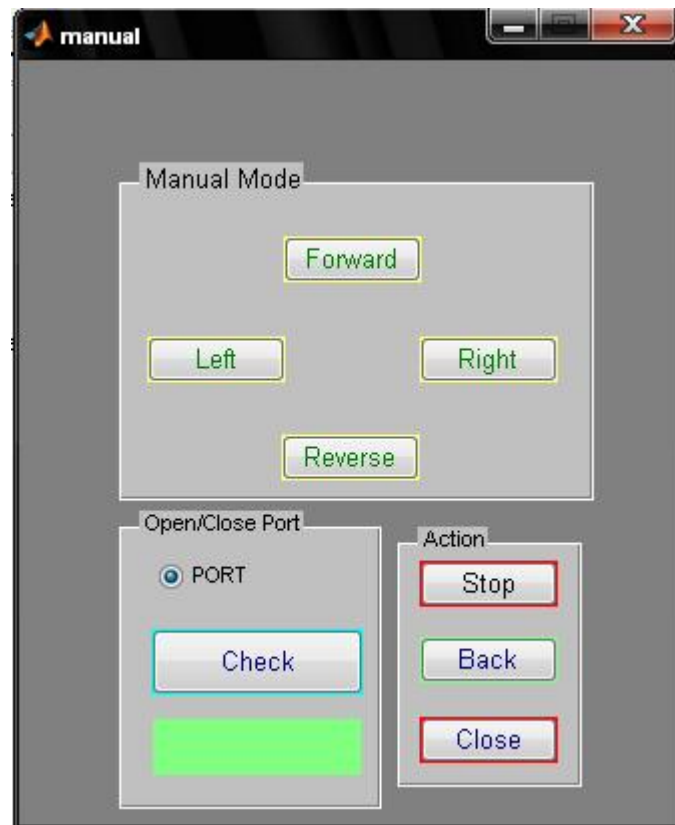 manual
Manual Mode
Forward
Left Right
Reverse
Open/Close Port
PORT
Check
Action
Stop
Back
Close